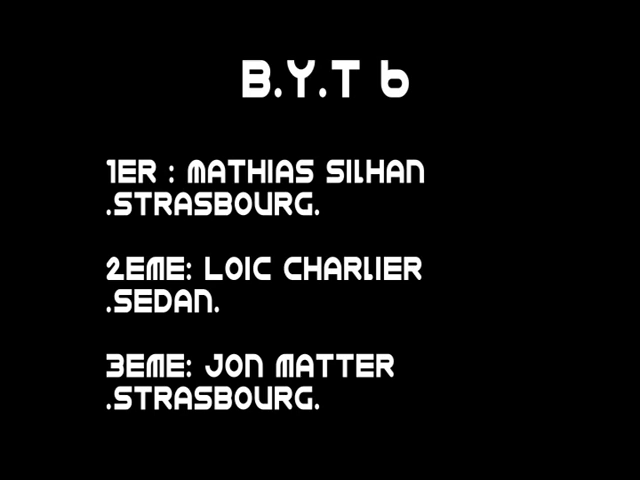 B.Y.T 6
1ER : MATHIAS SILHAN
.STRASBOURG.
2EME: LOIC CHARLIER
.SEDAN.
3EME: JON MATTER
.STRASBOURG.